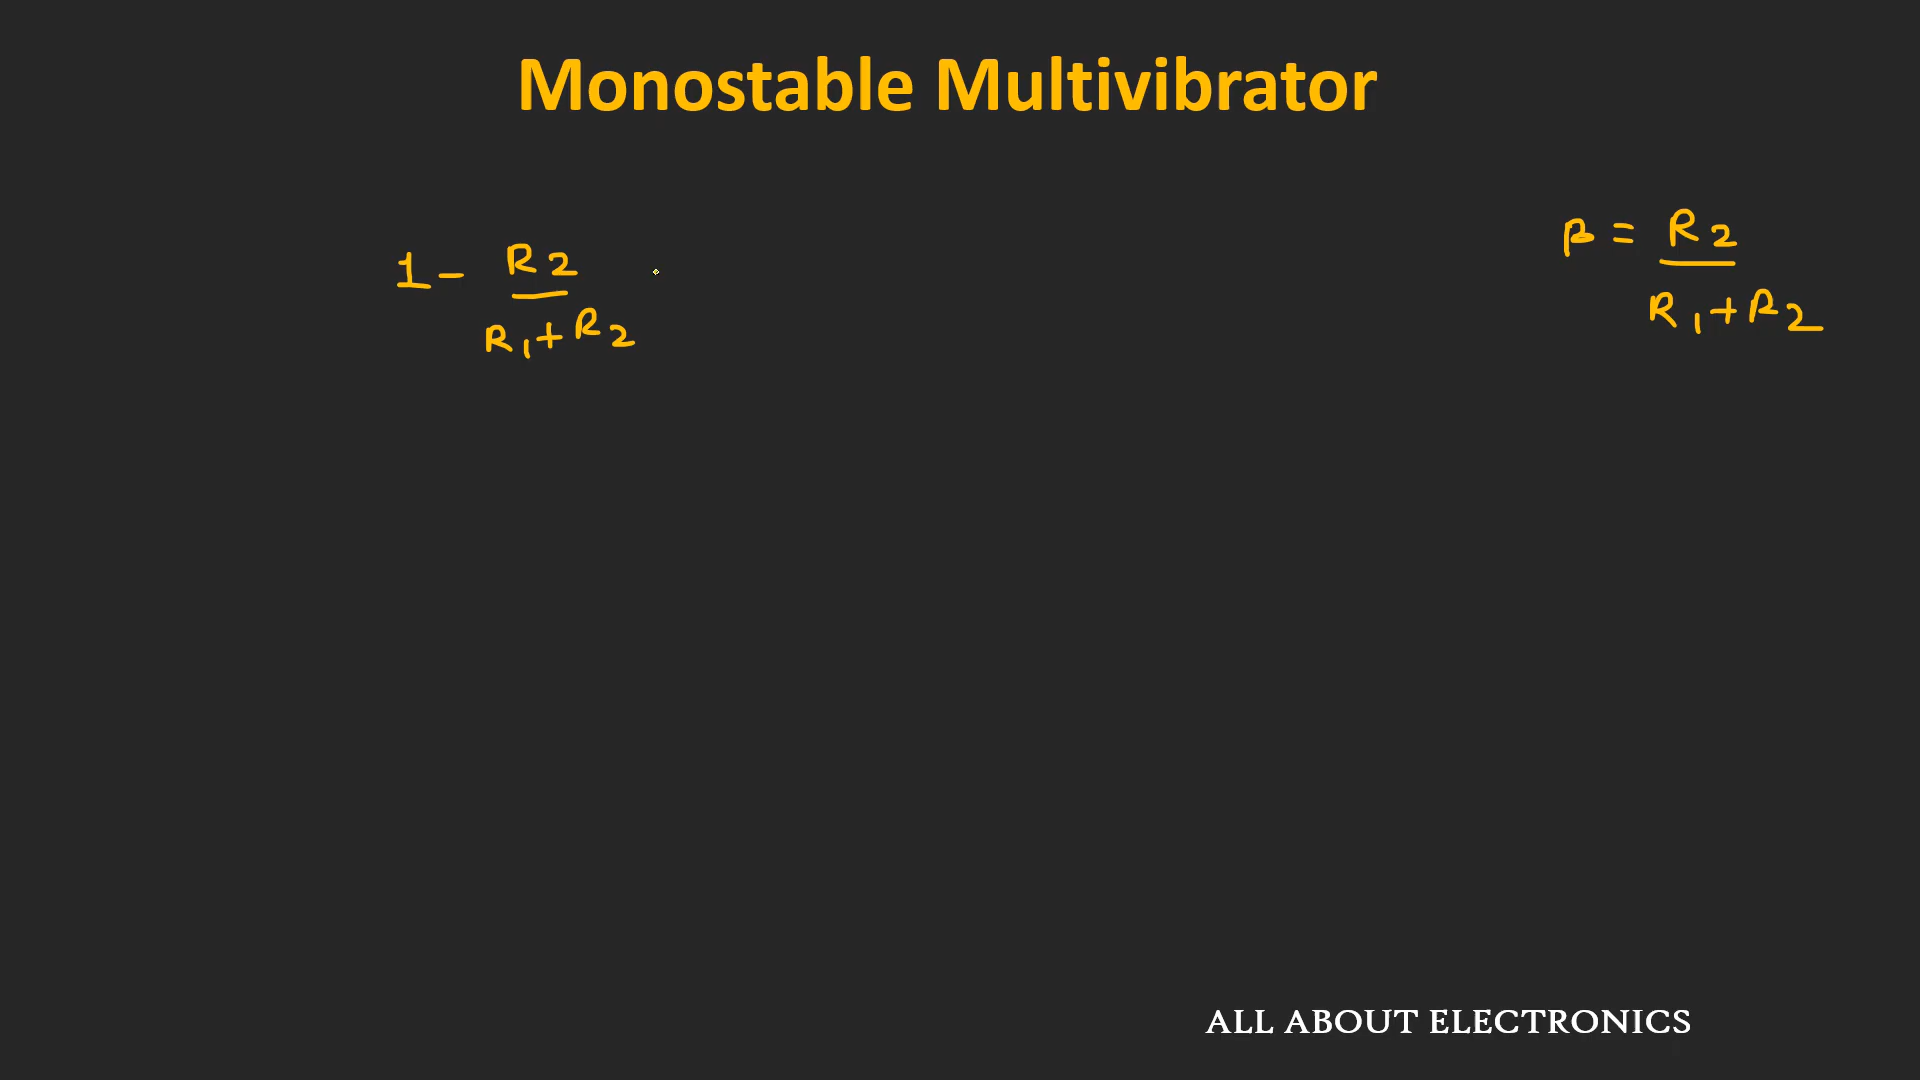 Monostable Multivibrator
1 - R2 / R1 + R2
β = R2 / R1 + R2
ALL ABOUT ELECTRONICS